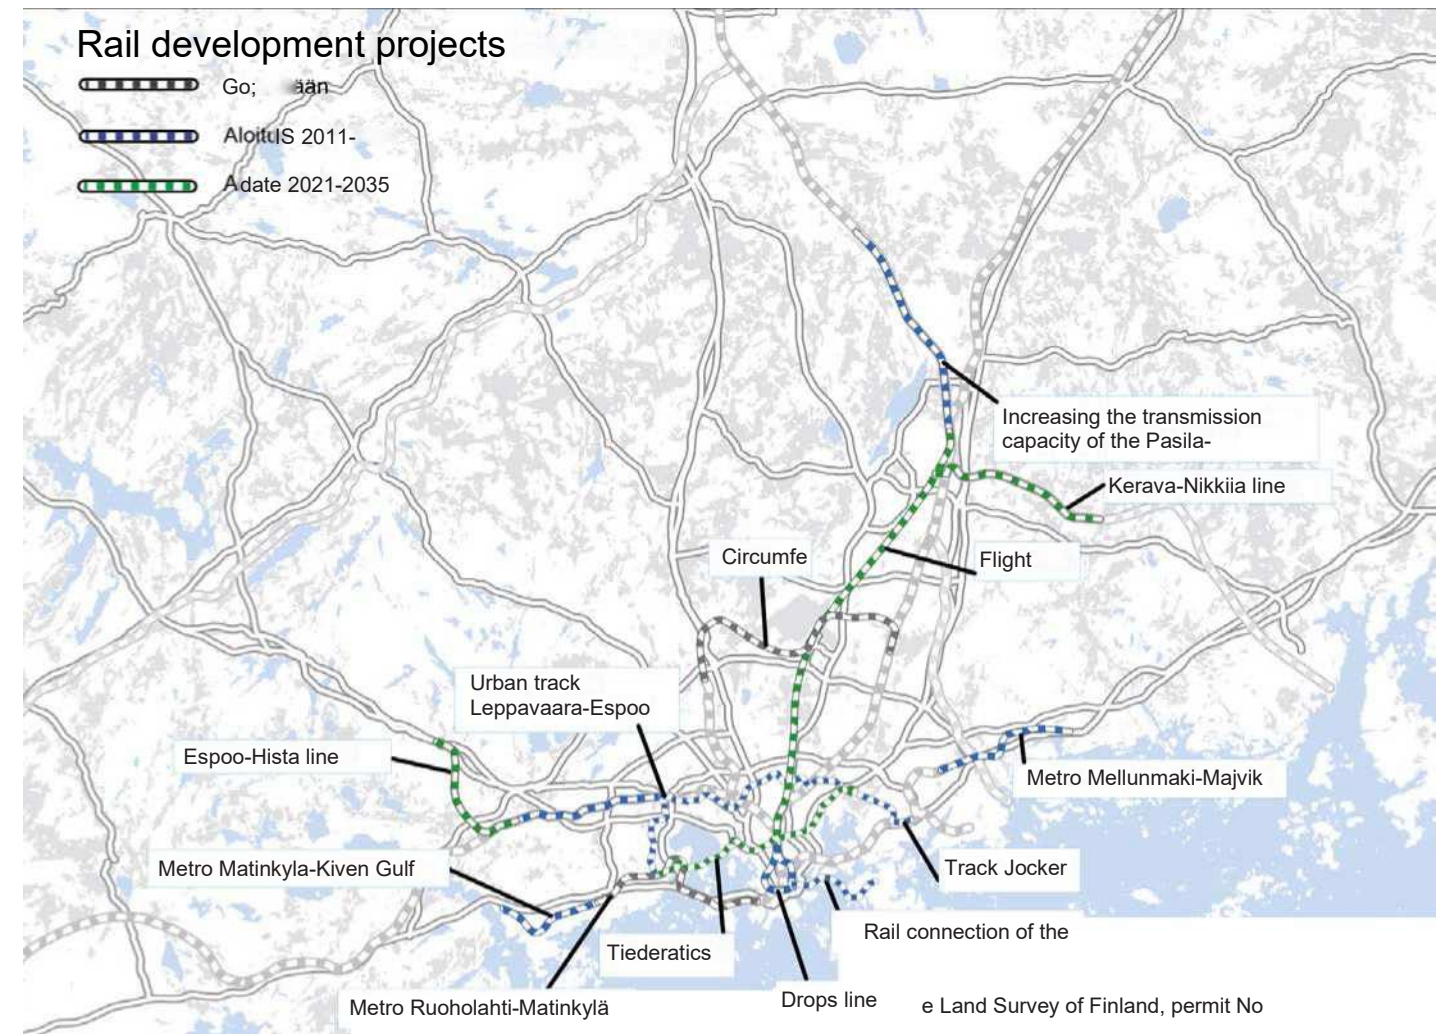 Rail development projects
Go; ään
AloituIS 2011-
Adate 2021-2035
Increasing the transmission
capacity of the Pasila-
Kerava-Nikkiia line
Circumfe
Flight
Urban track
Leppavaara-Espoo
Espoo-Hista line
Metro Mellunmaki-Majvik
Metro Matinkyla-Kiven Gulf
Track Jocker
Rail connection of the
Tiederatics
Drops line
Metro Ruoholahti-Matinkylä
e Land Survey of Finland, permit No